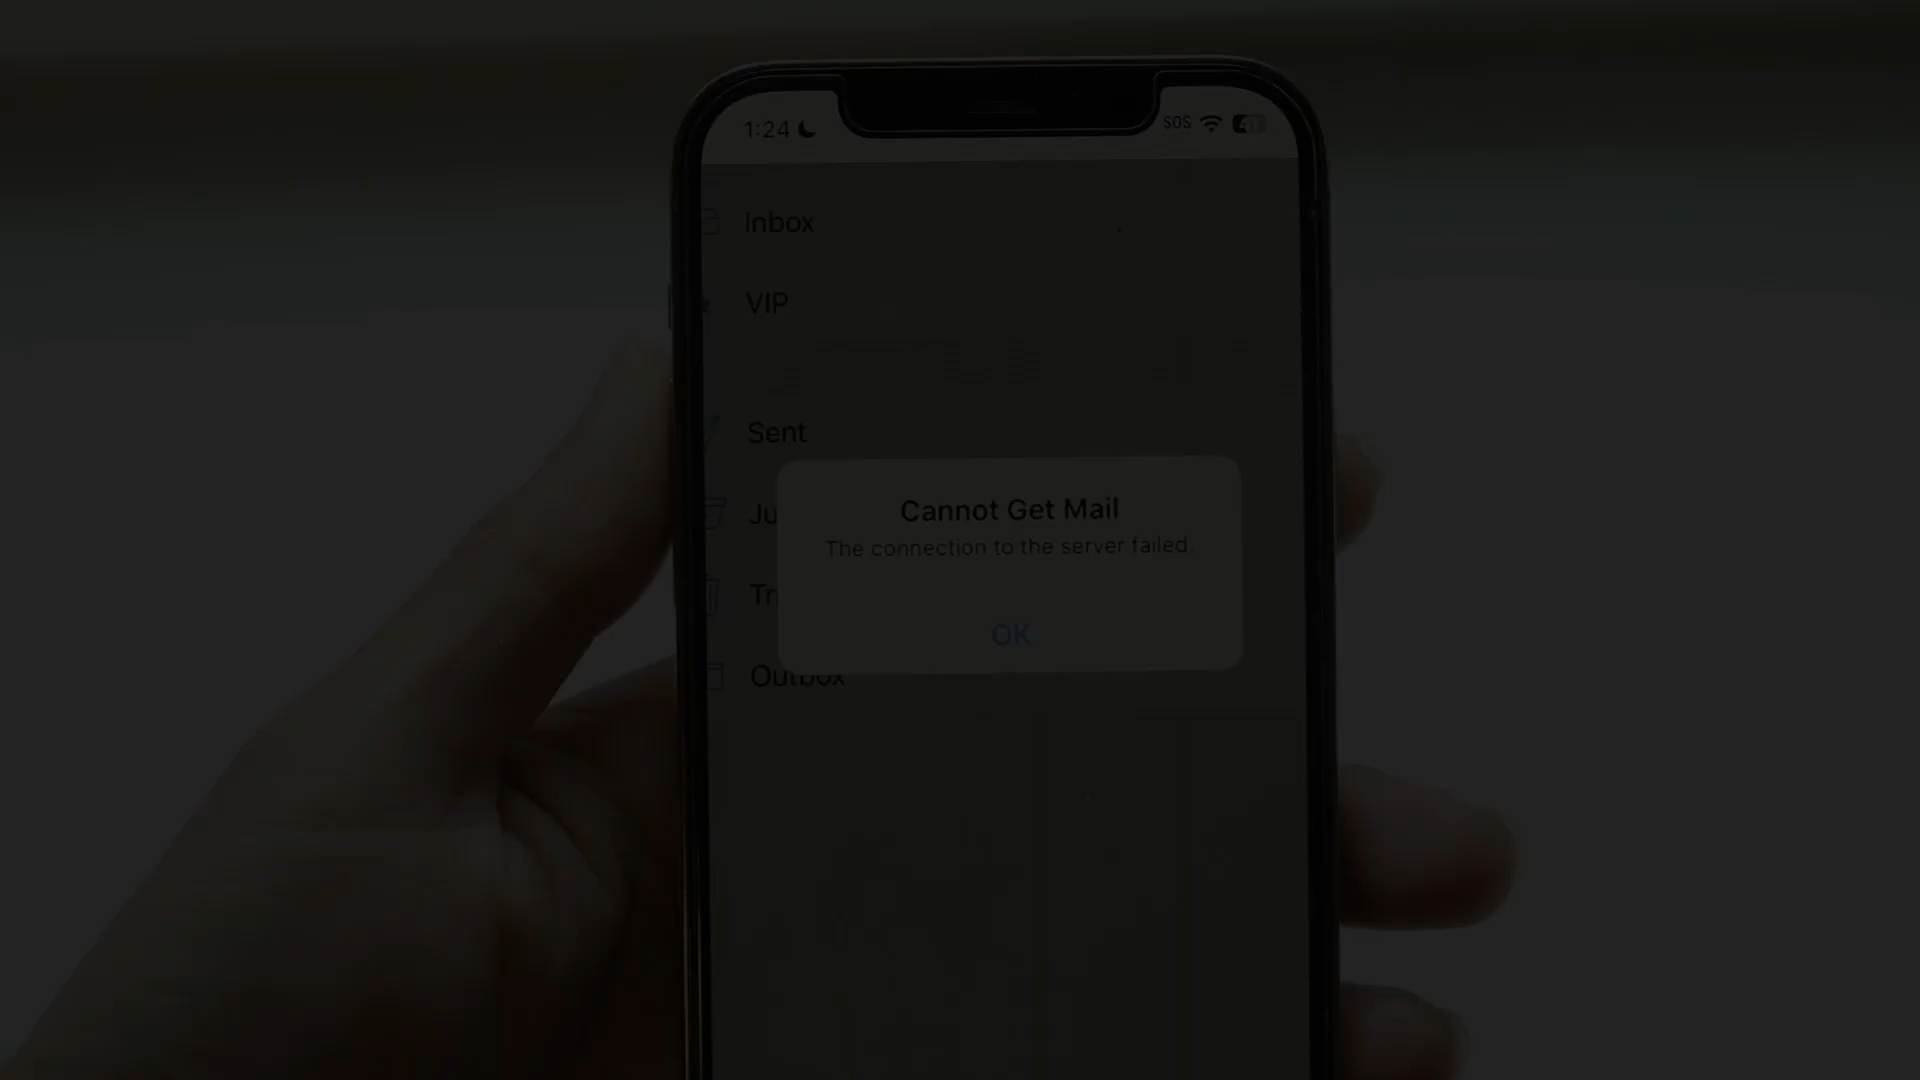 1:24
SOS
Inbox
VIP
Sent
Ju
Cannot Get Mail
The connection to the server failed.
Tr
OK
Outbox